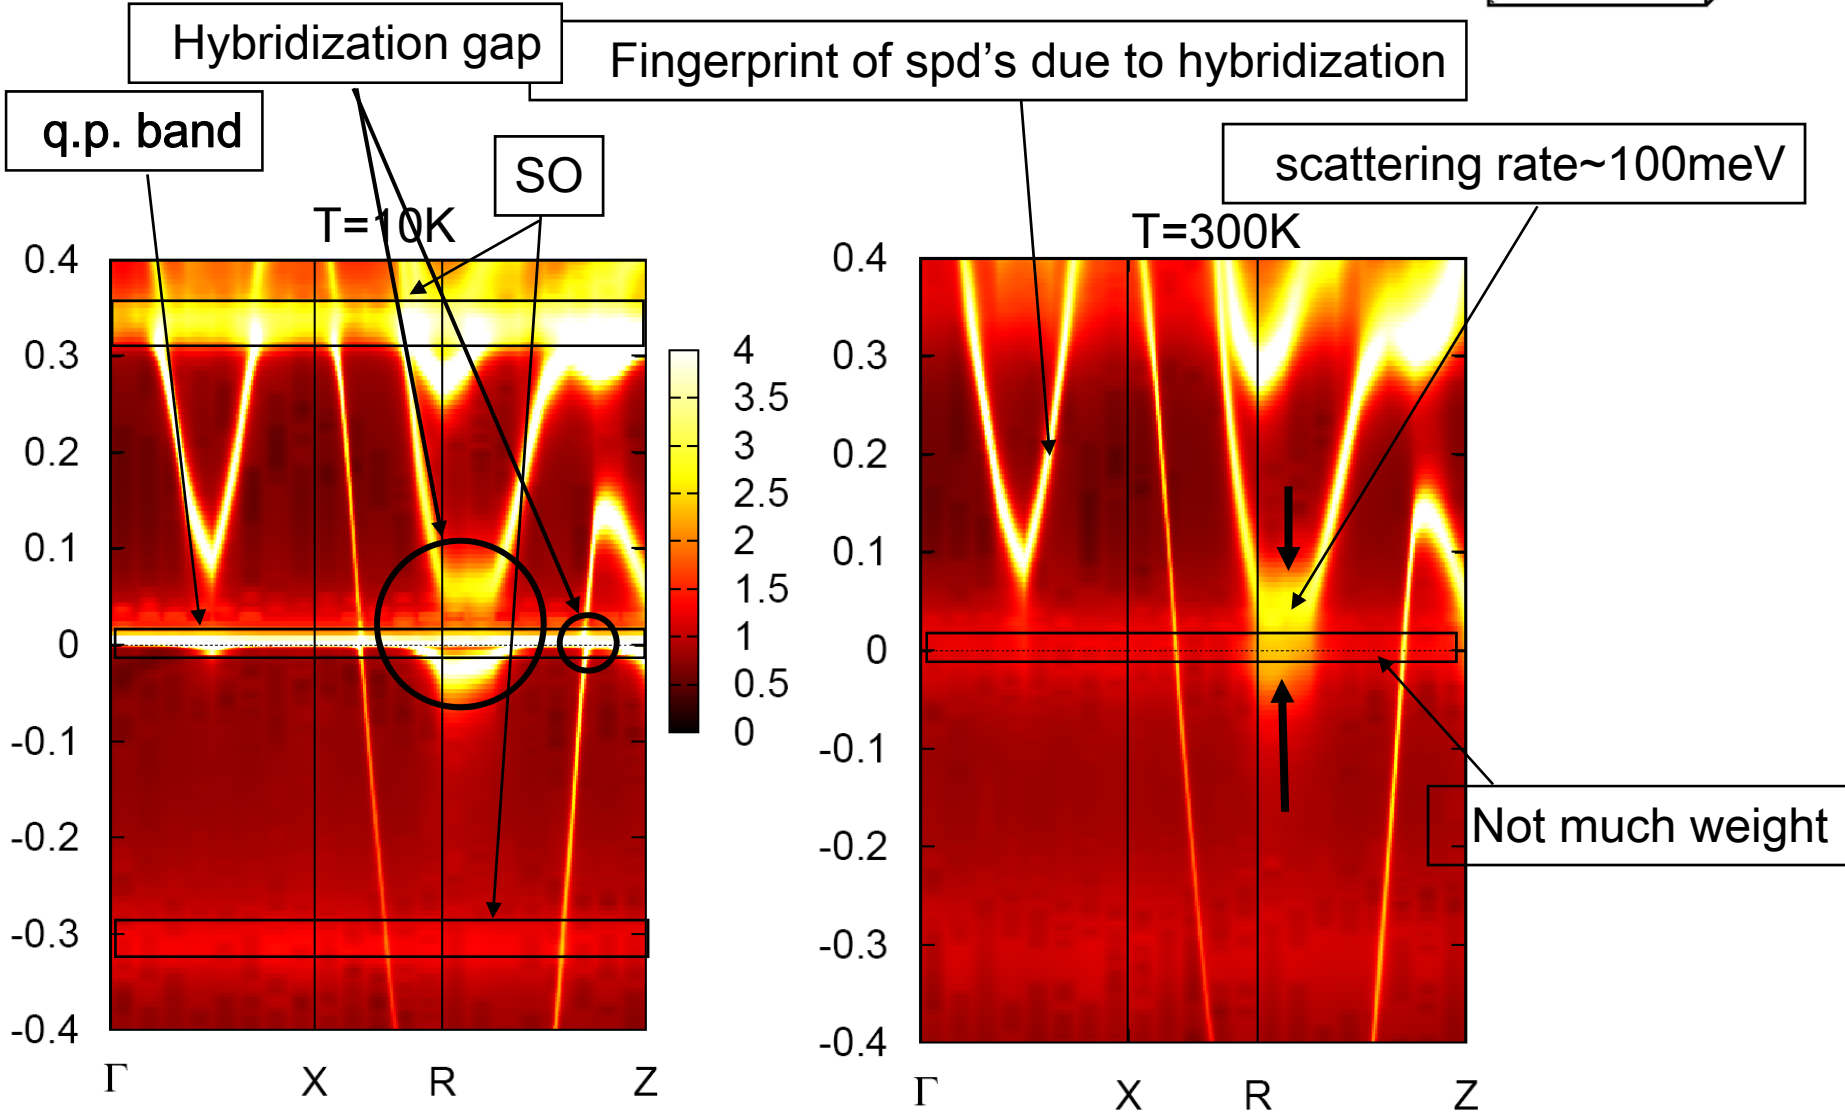 Hybridization gap
Fingerprint of spd's due to hybridization
q.p. band
SO
scattering rate~100meV
T=10K
T=300K
0.4
0.3
0.2
0.1
0
-0.1
-0.2
-0.3
-0.4
Γ X R Z
4
3.5
3
2.5
2
1.5
1
0.5
0
0.4
0.3
0.2
0.1
0
-0.1
-0.2
-0.3
-0.4
Γ X R Z
Not much weight